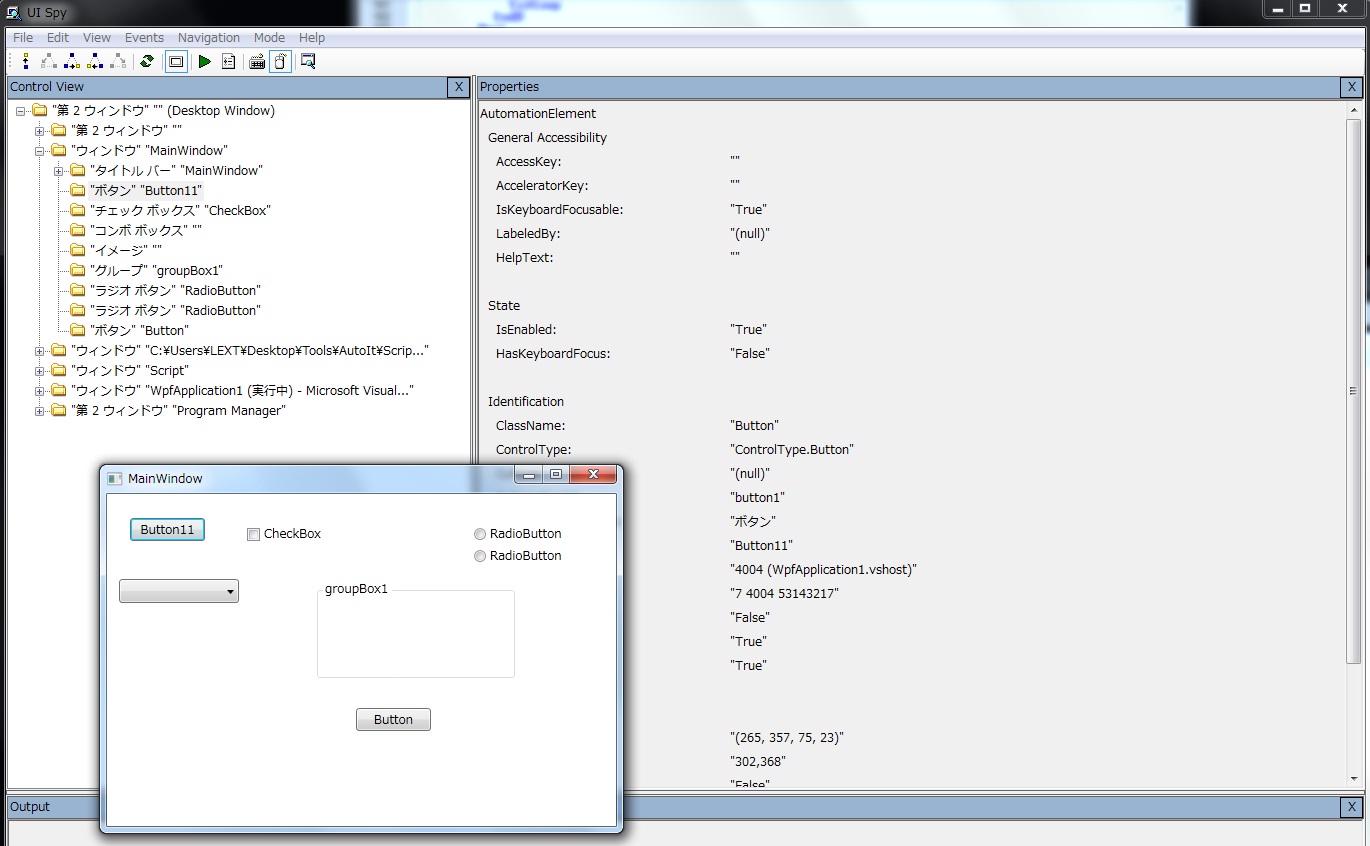 UI Spy
File Edit View Events Navigation Mode Help
Control View X
"第 2 ウィンドウ" "" (Desktop Window)
"第 2 ウィンドウ" ""
"ウィンドウ" "MainWindow"
"タイトル バー" "MainWindow"
"ボタン" "Button11"
"チェック ボックス" "CheckBox"
"コンボ ボックス" ""
"イメージ" ""
"グループ" "groupBox1"
"ラジオ ボタン" "RadioButton"
"ラジオ ボタン" "RadioButton"
"ボタン" "Button"
"ウィンドウ" "C:¥Users¥LEXT¥Desktop¥Tools¥AutoIt¥Scrip..."
"ウィンドウ" "Script"
"ウィンドウ" "WpfApplication1 (実行中) - Microsoft Visual..."
"第 2 ウィンドウ" "Program Manager"
Properties X
AutomationElement
General Accessibility
AccessKey: ""
AcceleratorKey: ""
IsKeyboardFocusable: "True"
LabeledBy: "(null)"
HelpText: ""
State
IsEnabled: "True"
HasKeyboardFocus: "False"
Identification
ClassName: "Button"
ControlType: "ControlType.Button"
"(null)"
"button1"
"ボタン"
"Button11"
"4004 (WpfApplication1.vshost)"
"7 4004 53143217"
"False"
"True"
"True"
"(265, 357, 75, 23)"
"302,368"
"False"
MainWindow
Button11
CheckBox
RadioButton
RadioButton
groupBox1
Button
Output X